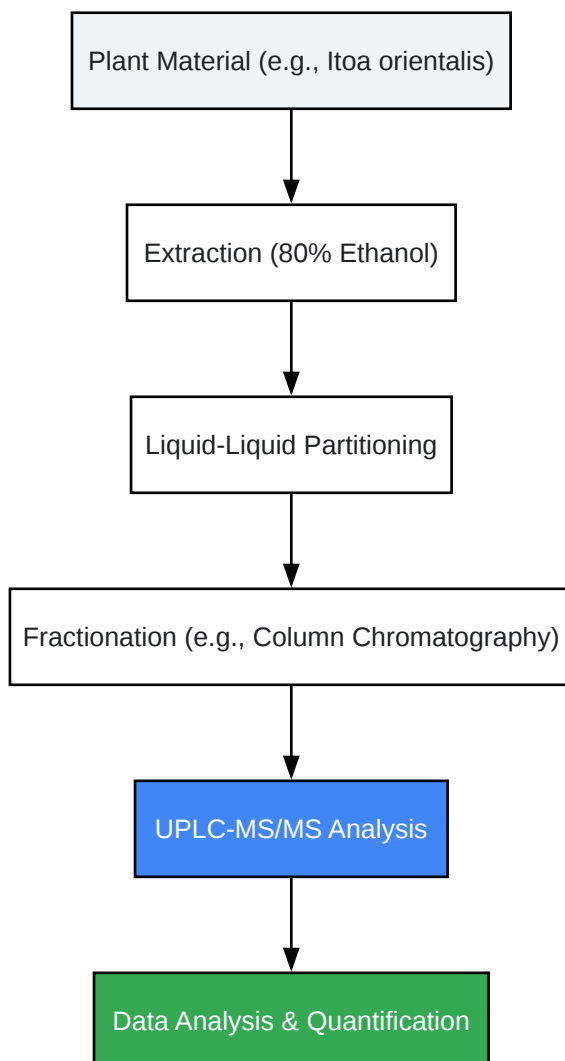 Plant Material (e.g., Itoa orientalis)
Extraction (80% Ethanol)
Liquid-Liquid Partitioning
Fractionation (e.g., Column Chromatography)
UPLC-MS/MS Analysis
Data Analysis & Quantification